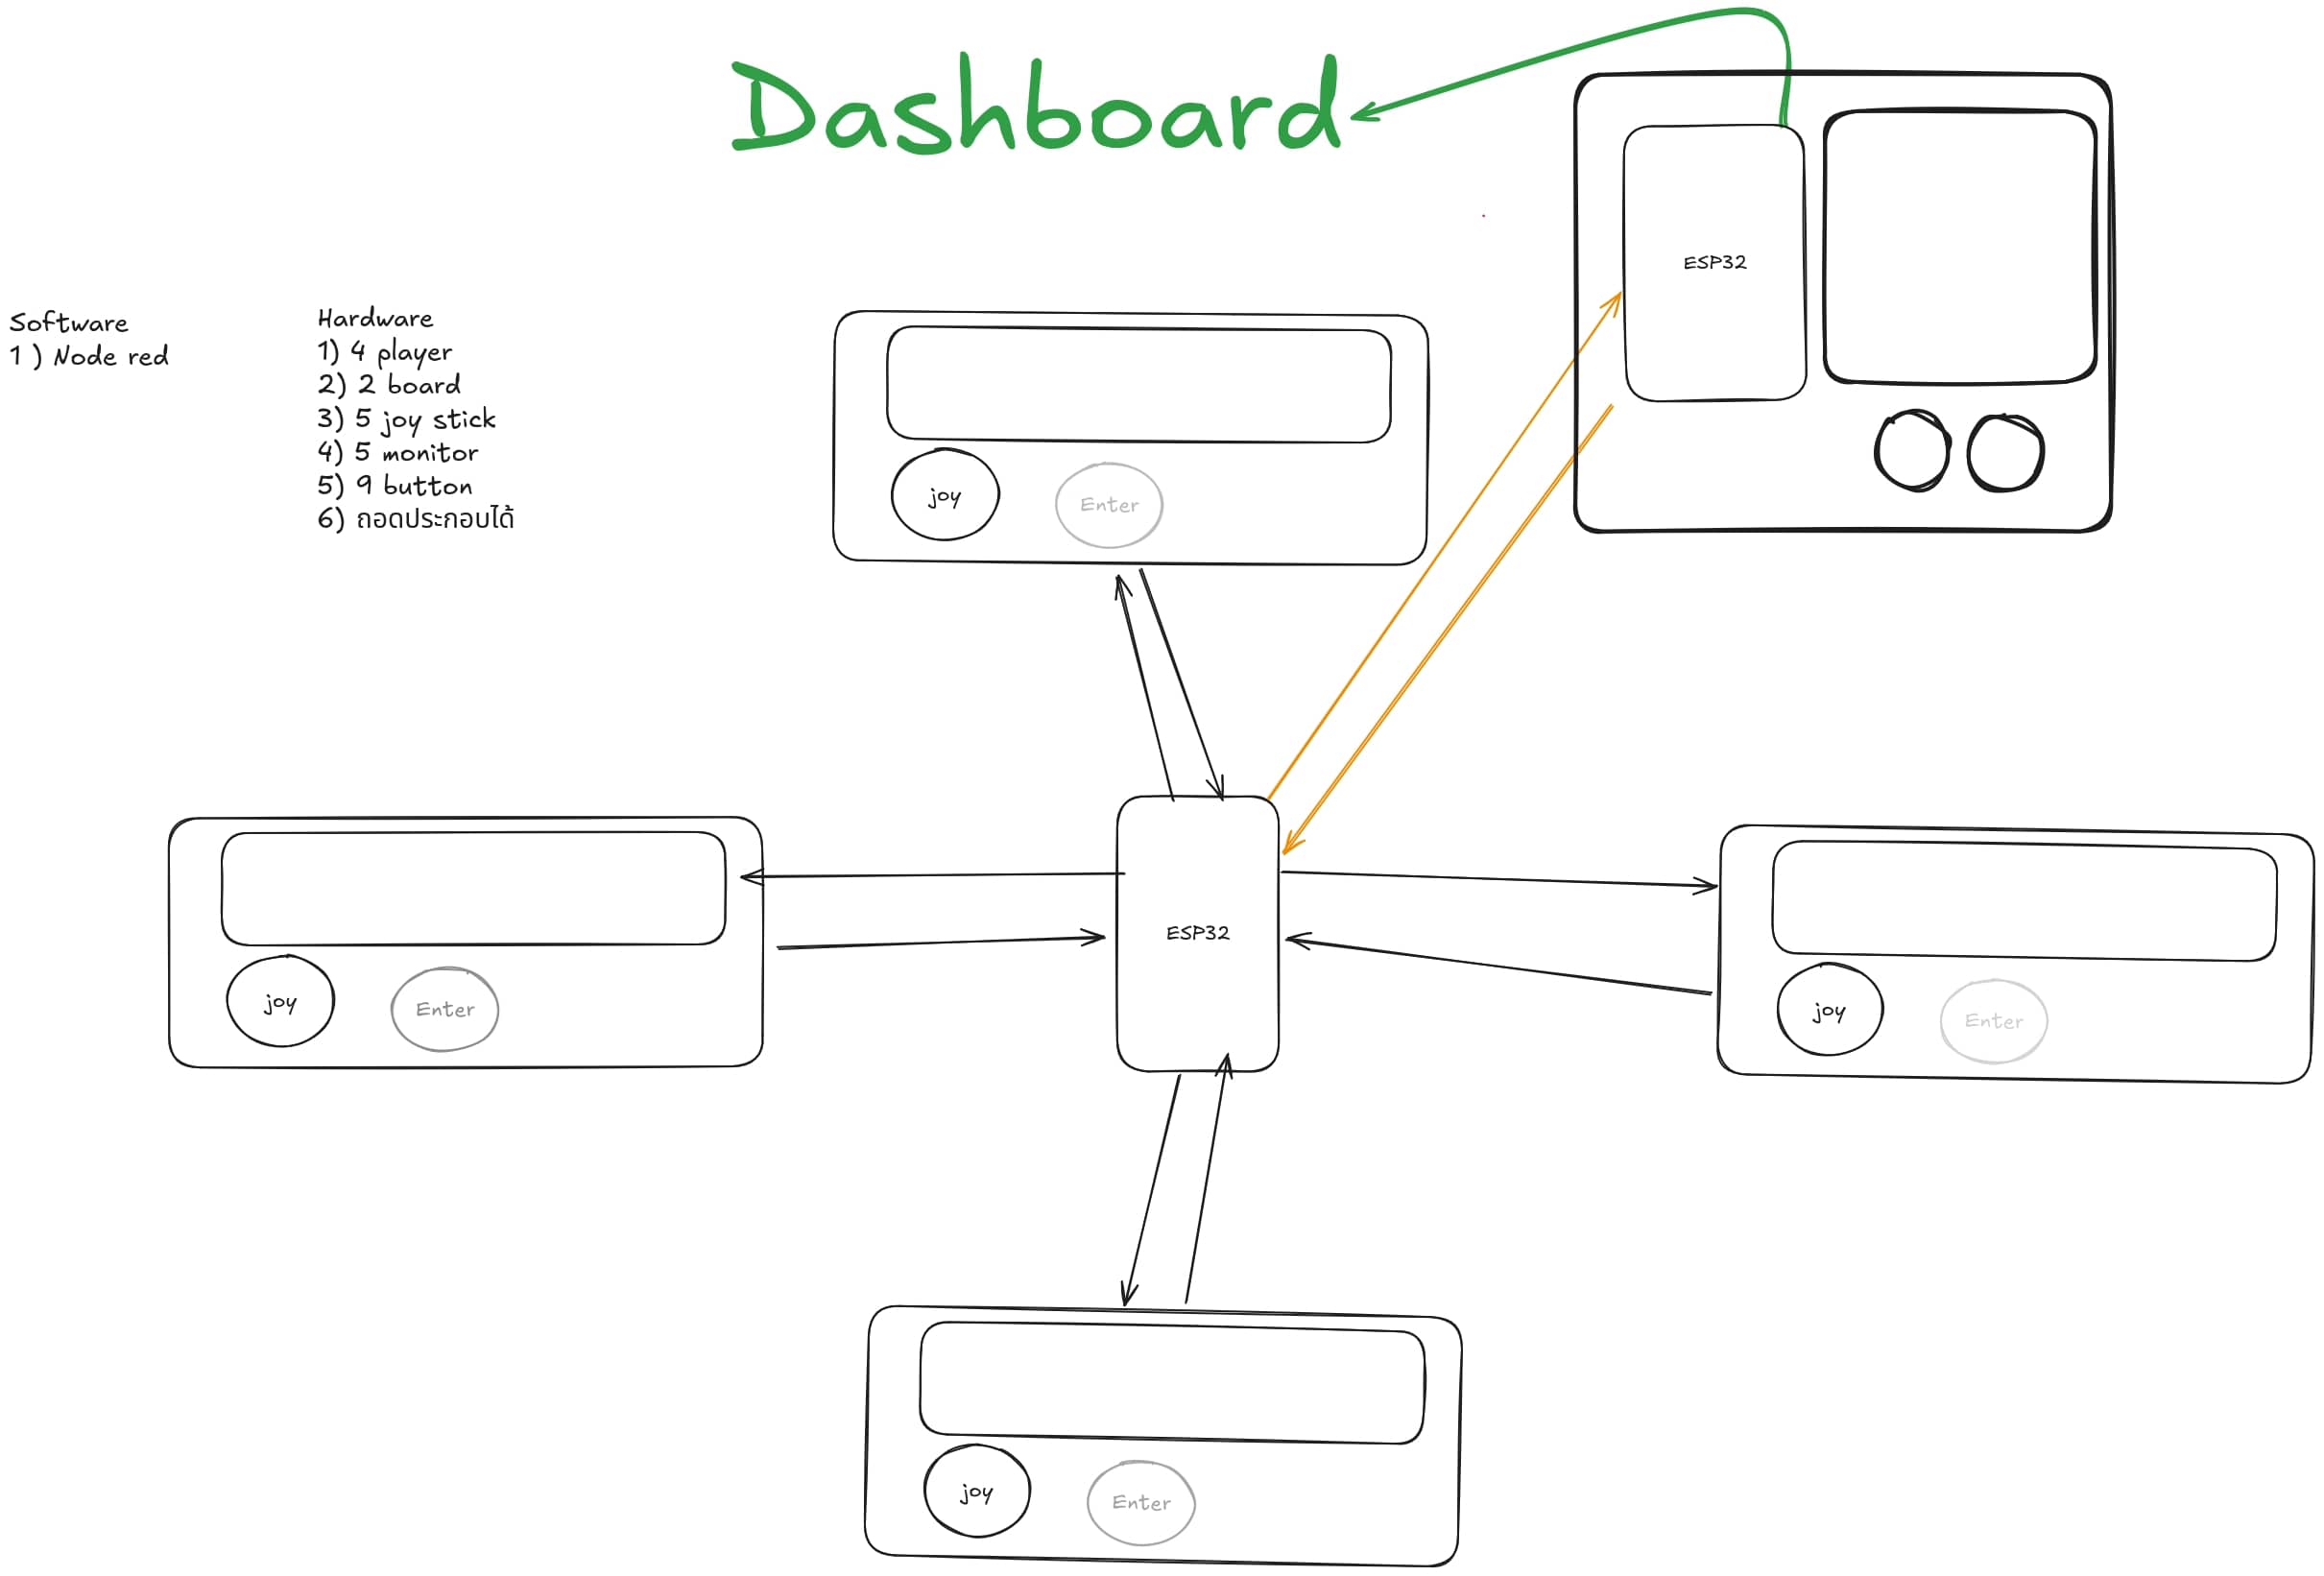 Dashboard
ESP32
Software
1 ) Node red
Hardware
1) 4 player
2) 2 board
3) 5 joy stick
4) 5 monitor
5) 9 button
6) ถอดประกอบได้
joy
Enter
ESP32
joy
Enter
joy
Enter
joy
Enter